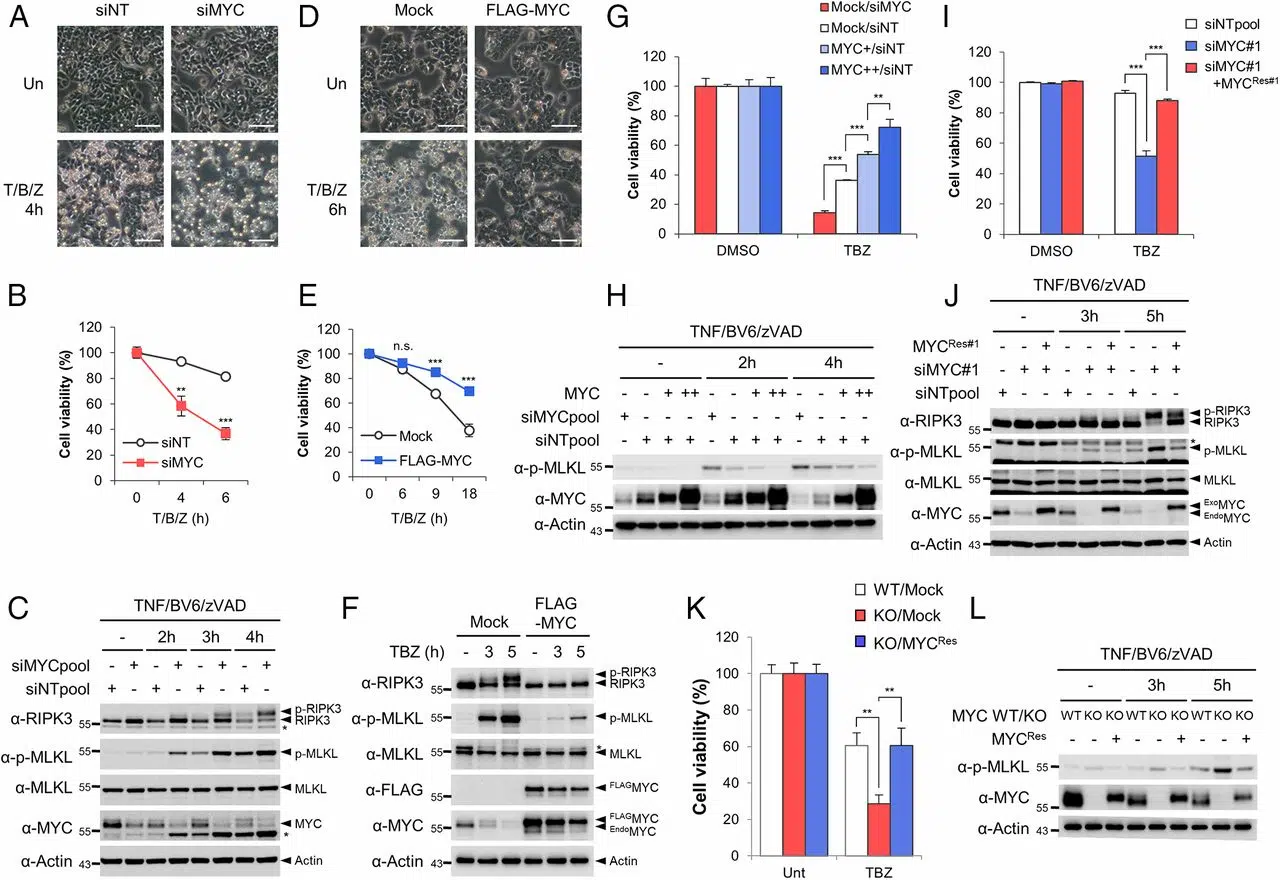 A
siNT
siMYC
Un
T/B/Z
4h
D
Mock
FLAG-MYC
Un
T/B/Z
6h
G
Mock/siMYC
Mock/siNT
MYC+/siNT
MYC++/siNT
Cell viability (%)
120
100
80
60
40
20
0
***
***
**
DMSO
TBZ
I
siNTpool
siMYC#1
siMYC#1
+MYCRes#1
Cell viability (%)
120
100
80
60
40
20
0
***
***
DMSO
TBZ
B
Cell viability (%)
120
100
80
60
40
20
0
**
***
siNT
siMYC
0 4 6
T/B/Z (h)
E
Cell viability (%)
120
100
80
60
40
20
0
n.s.
***
***
Mock
FLAG-MYC
0 6 9 18
T/B/Z (h)
H
TNF/BV6/zVAD
- 2h 4h
MYC - - + ++ - - + ++ - - + ++
siMYCpool + - - - + - - - + - - -
siNTpool - + + + - + + + - + + +
α-p-MLKL 55
α-MYC
55
α-Actin 43
J
TNF/BV6/zVAD
- 3h 5h
MYCRes#1 - - + - - + - - +
siMYC#1 - + + - + + - + +
siNTpool + - - + - - + - -
α-RIPK3 55 p-RIPK3
RIPK3
α-p-MLKL 55 *
p-MLKL
α-MLKL 55 MLKL
α-MYC 55 ExoMYC
EndoMYC
α-Actin 43 Actin
C
TNF/BV6/zVAD
- 2h 3h 4h
siMYCpool - + - + - + - +
siNTpool + - + - + - + -
α-RIPK3 55 p-RIPK3
RIPK3
*
α-p-MLKL 55 p-MLKL
α-MLKL 55 MLKL
α-MYC 55 MYC
*
α-Actin 43 Actin
F
Mock FLAG
-MYC
TBZ (h) - 3 5 - 3 5
α-RIPK3 55 p-RIPK3
RIPK3
α-p-MLKL 55 p-MLKL
α-MLKL 55 *
MLKL
α-FLAG 55 FLAGMYC
α-MYC 55 FLAGMYC
EndoMYC
α-Actin 43 Actin
K
WT/Mock
KO/Mock
KO/MYCRes
Cell viability (%)
120
100
80
60
40
20
0
**
**
Unt
TBZ
L
TNF/BV6/zVAD
- 3h 5h
MYC WT/KO WT KO KO WT KO KO WT KO KO
MYCRes - - + - - + - - +
α-p-MLKL 55
α-MYC 55
α-Actin 43